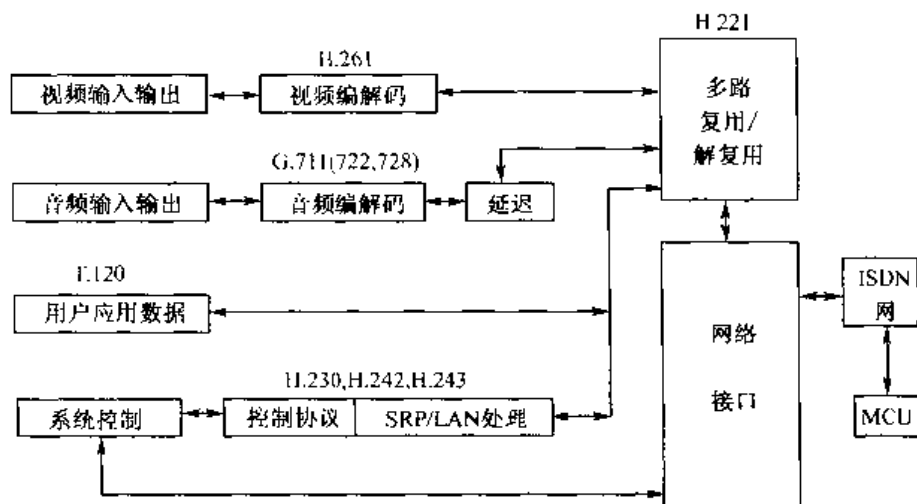 H.221
多路
复用/
解复用
H.261
视频输入输出
视频编解码
G.711(722,728)
音频输入输出
音频编解码
延迟
T.120
用户应用数据
H.230,H.242,H.243
系统控制
控制协议
SRP/LAN处理
网络
接口
ISDN
网
MCU